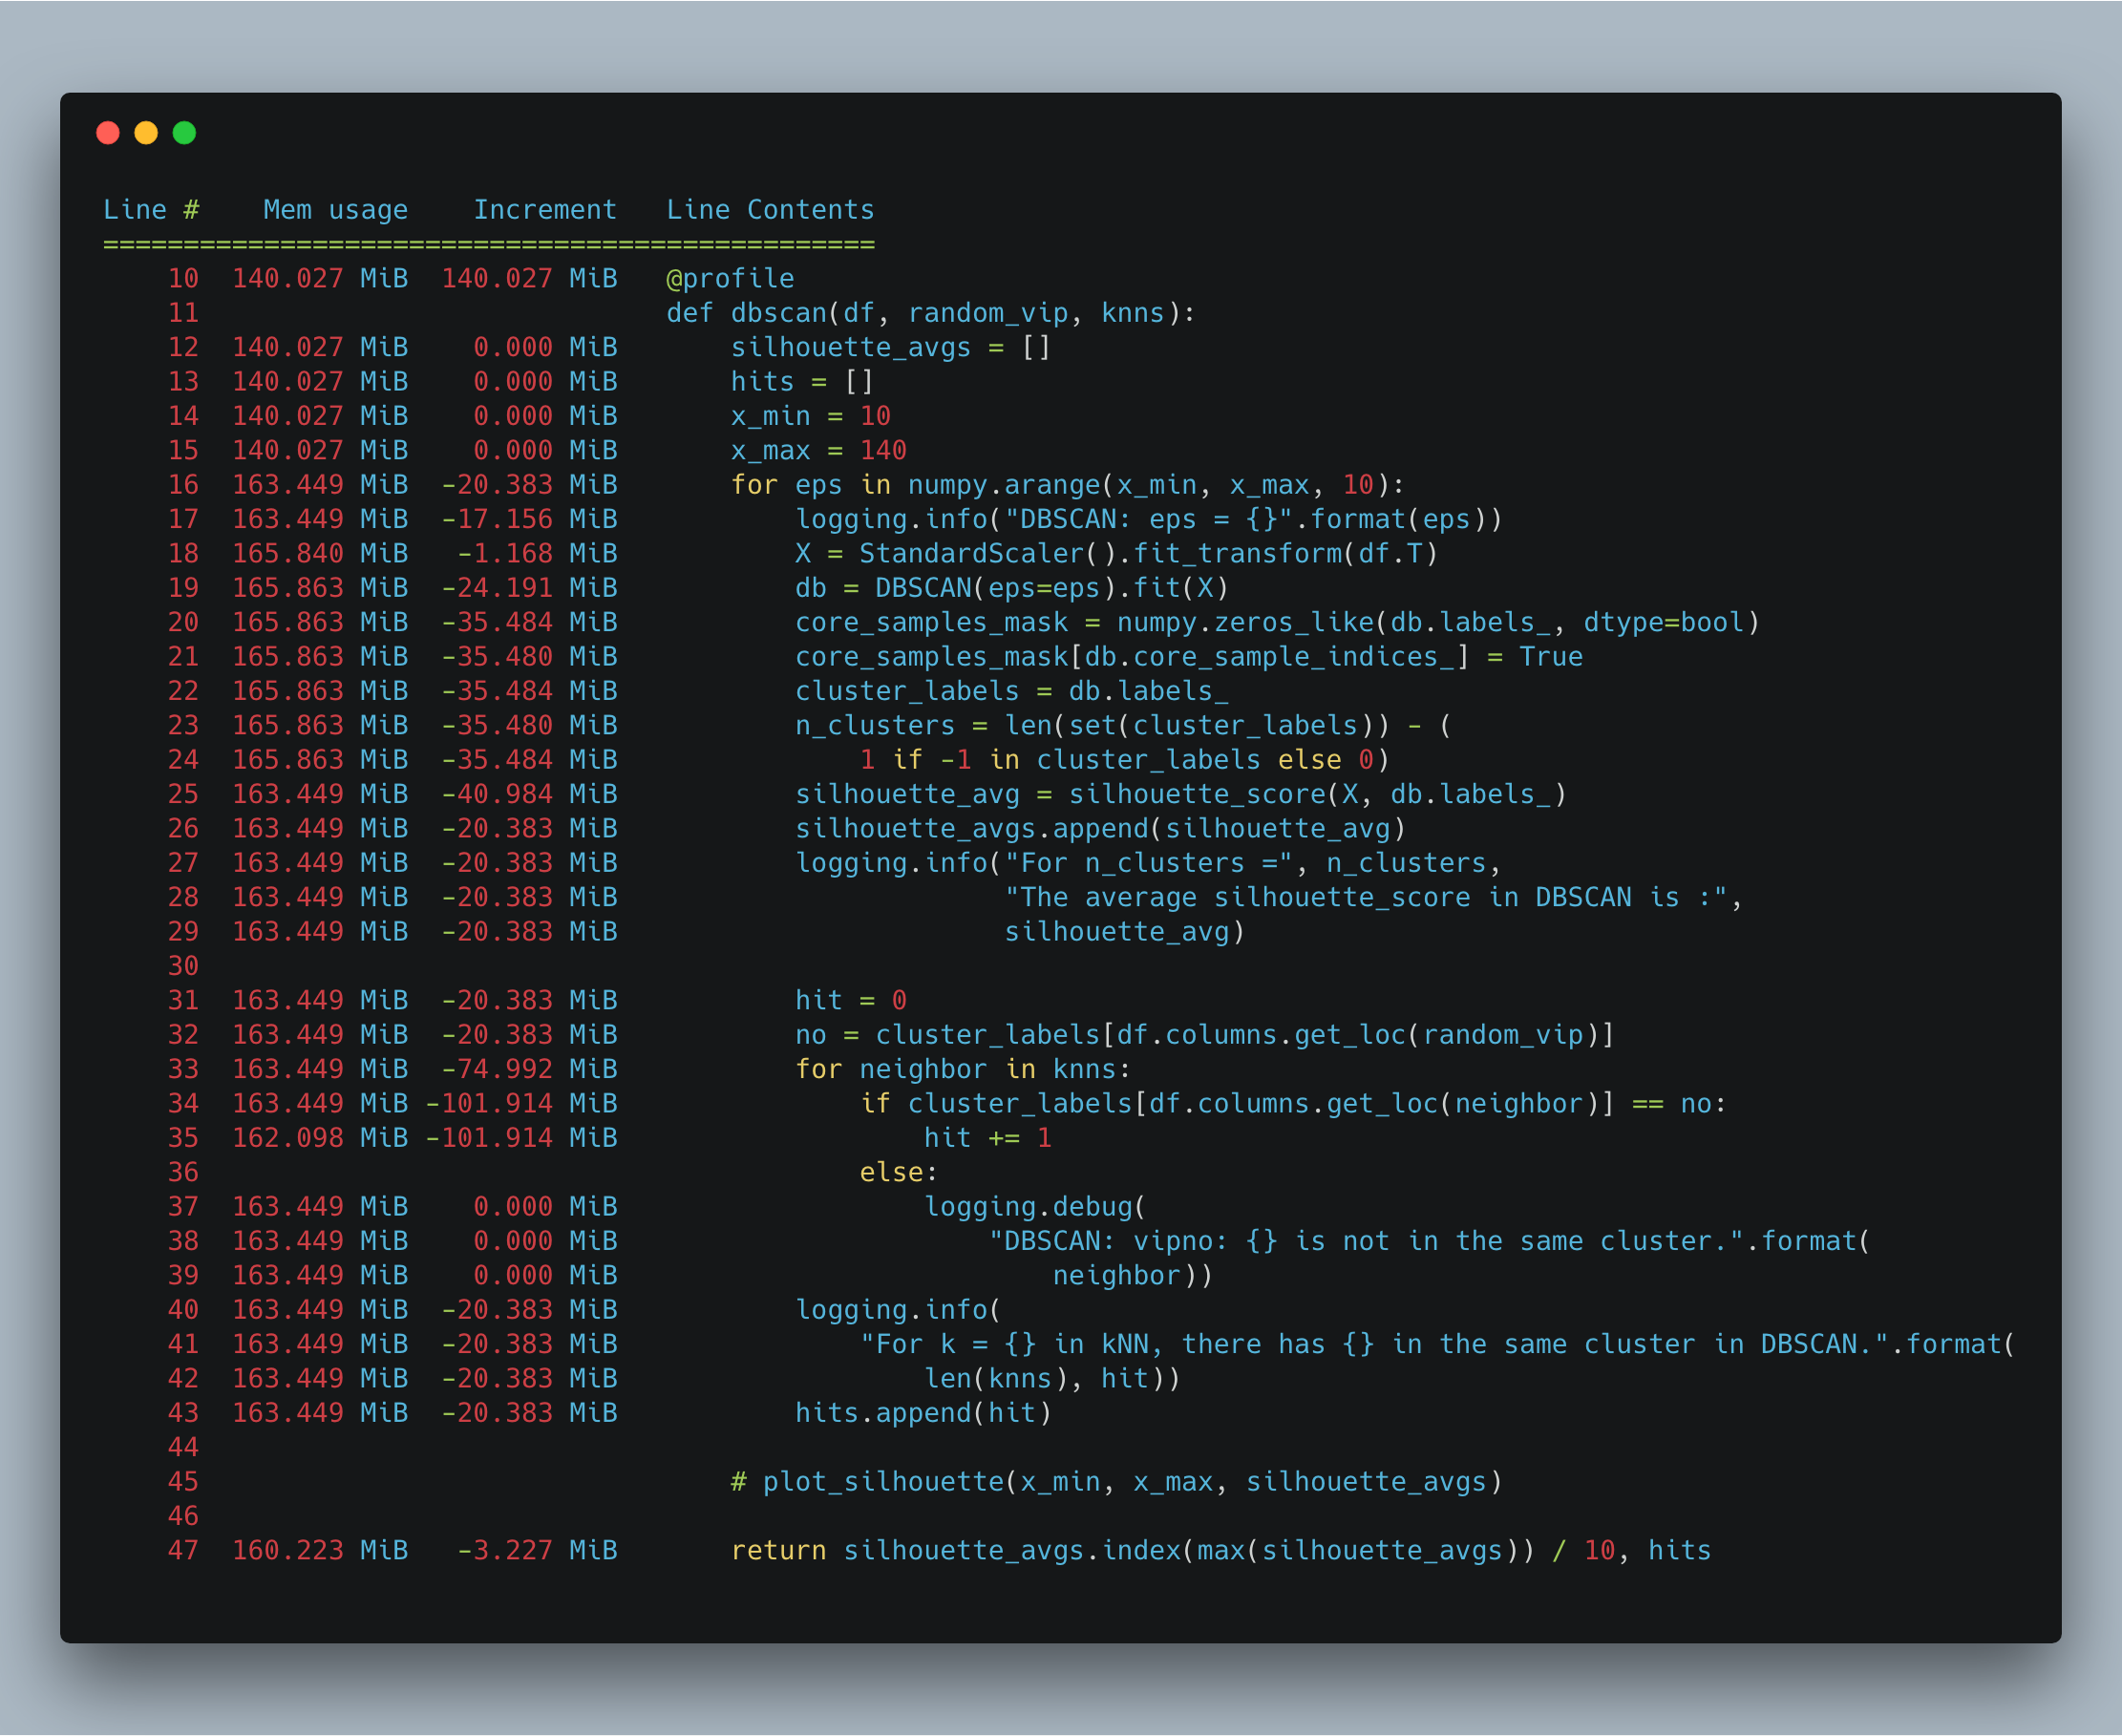 Line #    Mem usage    Increment   Line Contents
================================================
    10  140.027 MiB  140.027 MiB   @profile
    11                             def dbscan(df, random_vip, knns):
    12  140.027 MiB    0.000 MiB       silhouette_avgs = []
    13  140.027 MiB    0.000 MiB       hits = []
    14  140.027 MiB    0.000 MiB       x_min = 10
    15  140.027 MiB    0.000 MiB       x_max = 140
    16  163.449 MiB  -20.383 MiB       for eps in numpy.arange(x_min, x_max, 10):
    17  163.449 MiB  -17.156 MiB           logging.info("DBSCAN: eps = {}".format(eps))
    18  165.840 MiB   -1.168 MiB           X = StandardScaler().fit_transform(df.T)
    19  165.863 MiB  -24.191 MiB           db = DBSCAN(eps=eps).fit(X)
    20  165.863 MiB  -35.484 MiB           core_samples_mask = numpy.zeros_like(db.labels_, dtype=bool)
    21  165.863 MiB  -35.480 MiB           core_samples_mask[db.core_sample_indices_] = True
    22  165.863 MiB  -35.484 MiB           cluster_labels = db.labels_
    23  165.863 MiB  -35.480 MiB           n_clusters = len(set(cluster_labels)) - (
    24  165.863 MiB  -35.484 MiB               1 if -1 in cluster_labels else 0)
    25  163.449 MiB  -40.984 MiB           silhouette_avg = silhouette_score(X, db.labels_)
    26  163.449 MiB  -20.383 MiB           silhouette_avgs.append(silhouette_avg)
    27  163.449 MiB  -20.383 MiB           logging.info("For n_clusters =", n_clusters,
    28  163.449 MiB  -20.383 MiB                        "The average silhouette_score in DBSCAN is :",
    29  163.449 MiB  -20.383 MiB                        silhouette_avg)
    30
    31  163.449 MiB  -20.383 MiB           hit = 0
    32  163.449 MiB  -20.383 MiB           no = cluster_labels[df.columns.get_loc(random_vip)]
    33  163.449 MiB  -74.992 MiB           for neighbor in knns:
    34  163.449 MiB -101.914 MiB               if cluster_labels[df.columns.get_loc(neighbor)] == no:
    35  162.098 MiB -101.914 MiB                   hit += 1
    36                                         else:
    37  163.449 MiB    0.000 MiB                   logging.debug(
    38  163.449 MiB    0.000 MiB                       "DBSCAN: vipno: {} is not in the same cluster.".format(
    39  163.449 MiB    0.000 MiB                           neighbor))
    40  163.449 MiB  -20.383 MiB           logging.info(
    41  163.449 MiB  -20.383 MiB               "For k = {} in kNN, there has {} in the same cluster in DBSCAN.".format(
    42  163.449 MiB  -20.383 MiB                   len(knns), hit))
    43  163.449 MiB  -20.383 MiB           hits.append(hit)
    44
    45                                 # plot_silhouette(x_min, x_max, silhouette_avgs)
    46
    47  160.223 MiB   -3.227 MiB       return silhouette_avgs.index(max(silhouette_avgs)) / 10, hits